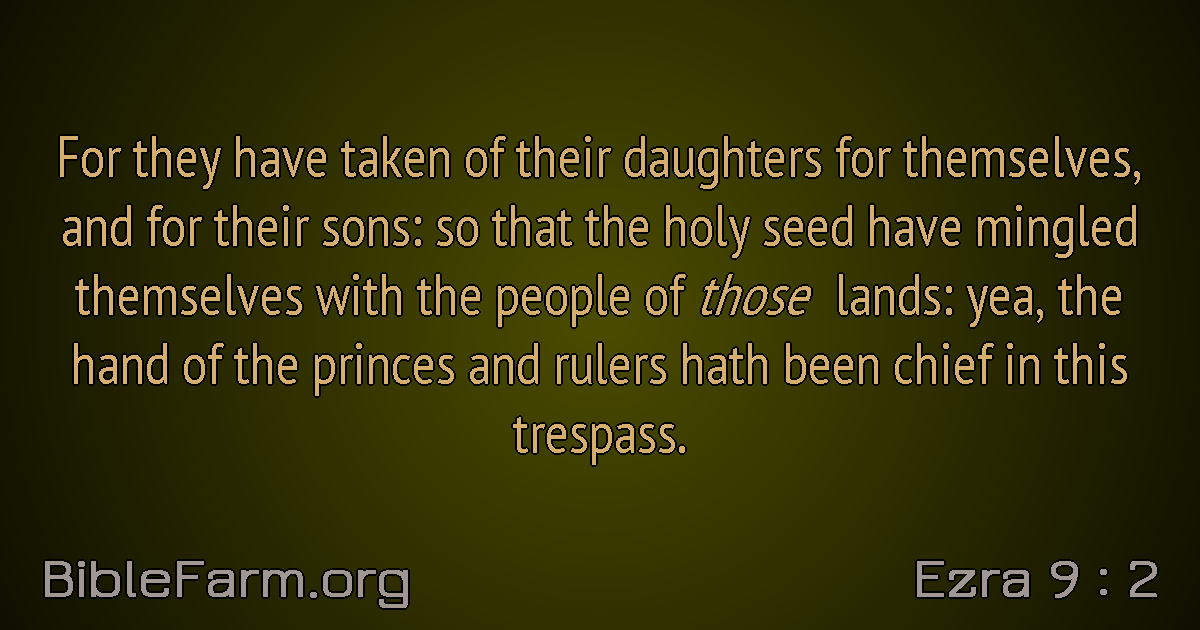 For they have taken of their daughters for themselves,
and for their sons: so that the holy seed have mingled
themselves with the people of those lands: yea, the
hand of the princes and rulers hath been chief in this
trespass.
BibleFarm.org
Ezra 9 : 2